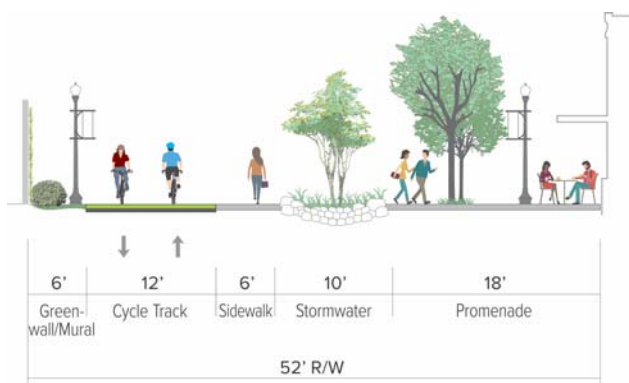 6’ 12’ 6’ 10’ 18’
Green-
wall/Mural
Cycle Track
Sidewalk
Stormwater
Promenade
52’ R/W